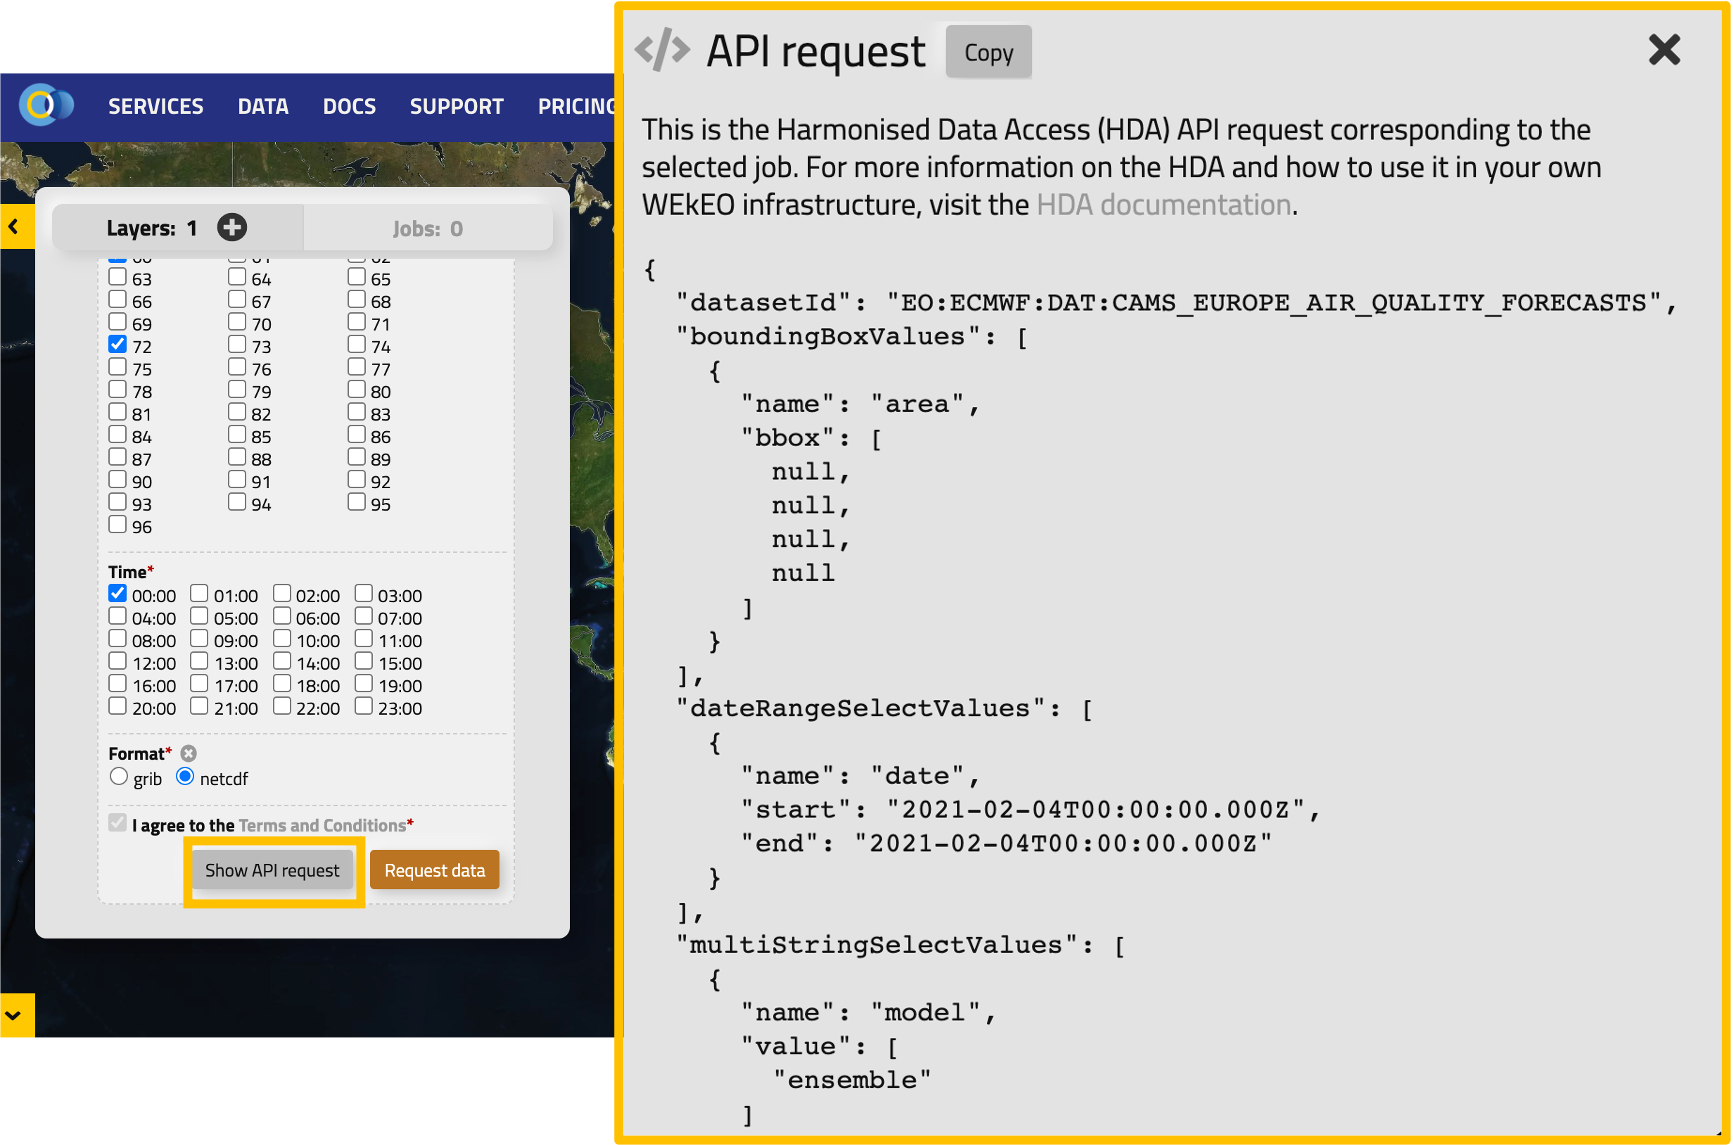 SERVICES DATA DOCS SUPPORT PRICING
Layers: 1
Jobs: 0
60 61 62
63 64 65
66 67 68
69 70 71
72 73 74
75 76 77
78 79 80
81 82 83
84 85 86
87 88 89
90 91 92
93 94 95
96
Time*
00:00 01:00 02:00 03:00
04:00 05:00 06:00 07:00
08:00 09:00 10:00 11:00
12:00 13:00 14:00 15:00
16:00 17:00 18:00 19:00
20:00 21:00 22:00 23:00
Format*
grib netcdf
I agree to the Terms and Conditions*
Show API request Request data
</> API request Copy
This is the Harmonised Data Access (HDA) API request corresponding to the
selected job. For more information on the HDA and how to use it in your own
WEkEO infrastructure, visit the HDA documentation.
{
"datasetId": "EO:ECMWF:DAT:CAMS_EUROPE_AIR_QUALITY_FORECASTS",
"boundingBoxValues": [
{
"name": "area",
"bbox": [
null,
null,
null,
null
]
}
],
"dateRangeSelectValues": [
{
"name": "date",
"start": "2021-02-04T00:00:00.000Z",
"end": "2021-02-04T00:00:00.000Z"
}
],
"multiStringSelectValues": [
{
"name": "model",
"value": [
"ensemble"
]